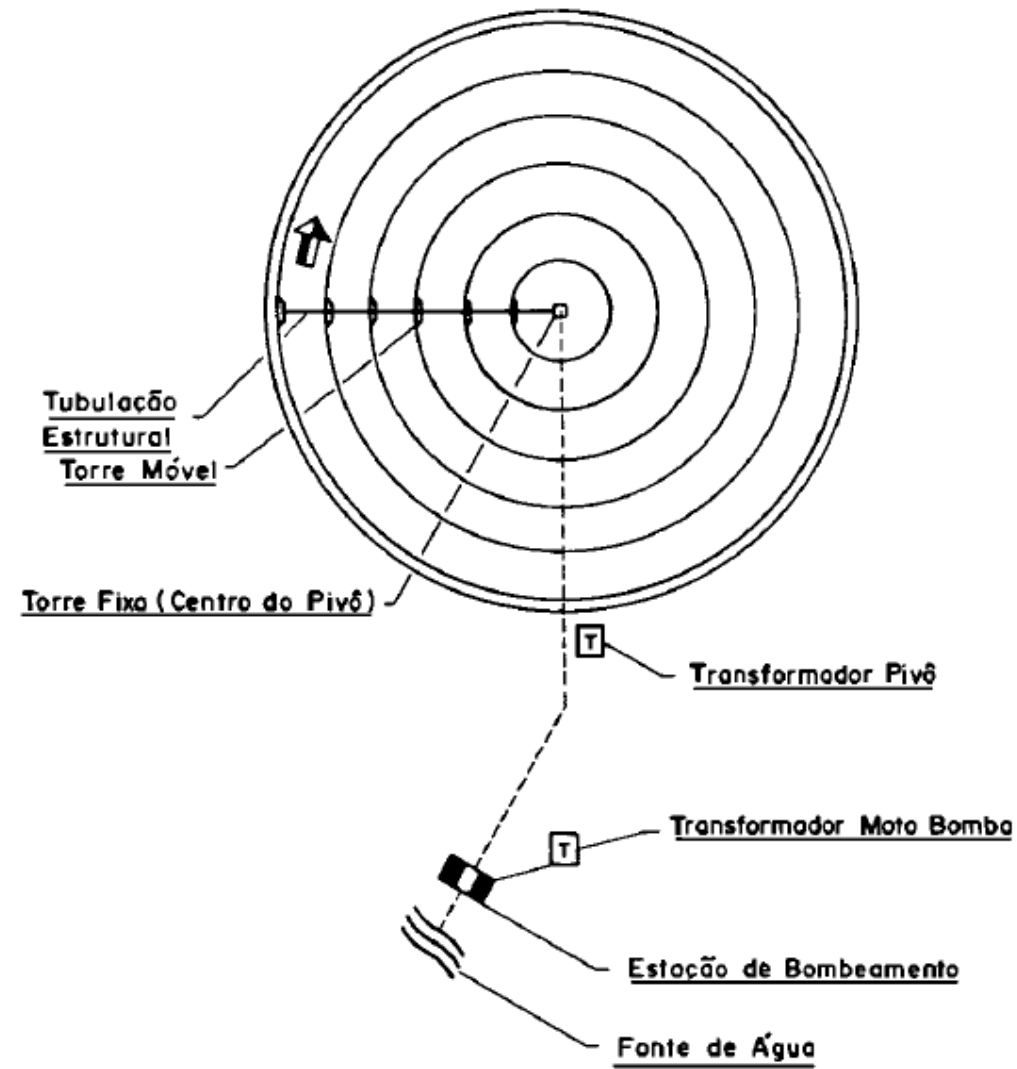 Tubulação
Estrutural
Torre Móvel
Torre Fixa (Centro do Pivô)
T
Transformador Pivô
T
Transformador Moto Bomba
Estação de Bombeamento
Fonte de Água